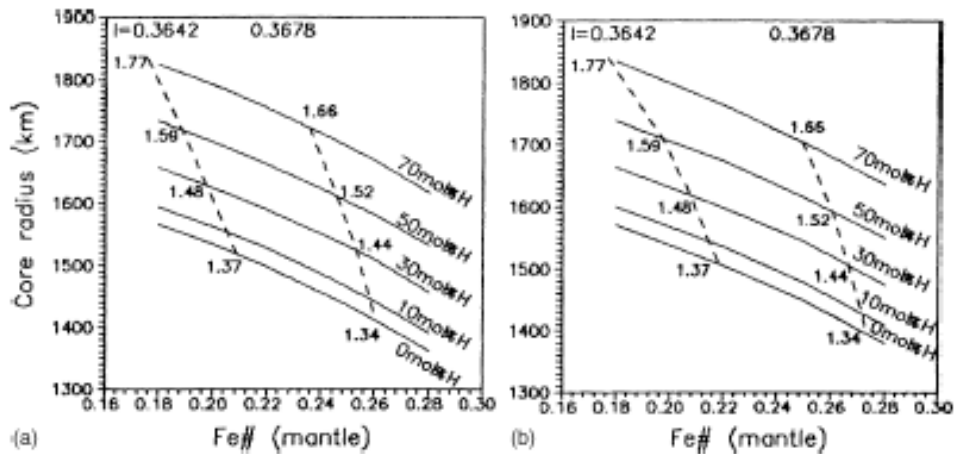 I=0.3642 0.3678
1900
1800
1700
1600
1500
1400
1300
Core radius (km)
1.77
1.66
1.59
1.52
1.48
1.44
1.37
1.34
70mol%H
50mol%H
30mol%H
10mol%H
0mol%H
0.16 0.18 0.20 0.22 0.24 0.26 0.28 0.30
(a) Fe# (mantle)
I=0.3642 0.3678
1900
1800
1700
1600
1500
1400
1300
1.77
1.66
1.59
1.52
1.48
1.44
1.37
1.34
70mol%H
50mol%H
30mol%H
10mol%H
0mol%H
0.16 0.18 0.20 0.22 0.24 0.26 0.28 0.30
(b) Fe# (mantle)